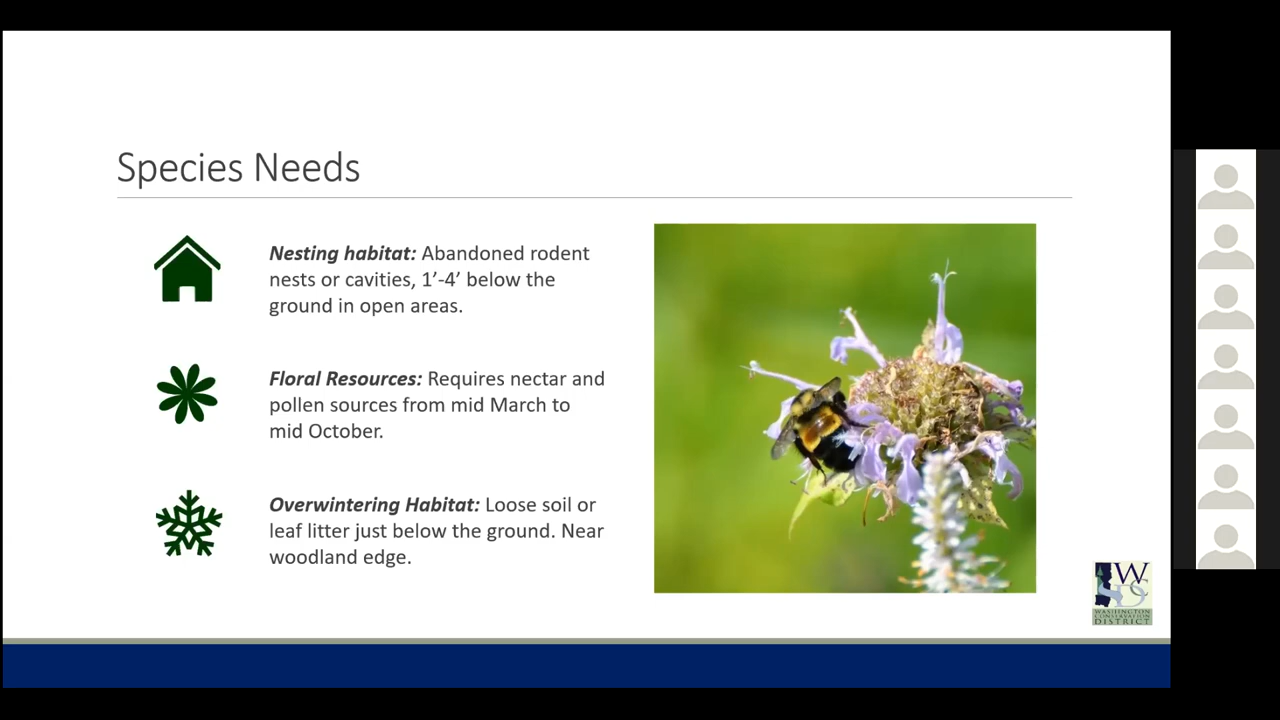 Species Needs
Nesting habitat: Abandoned rodent
nests or cavities, 1’-4’ below the
ground in open areas.
Floral Resources: Requires nectar and
pollen sources from mid March to
mid October.
Overwintering Habitat: Loose soil or
leaf litter just below the ground. Near
woodland edge.
W
CD
WASHINGTON
CONSERVATION
DISTRICT